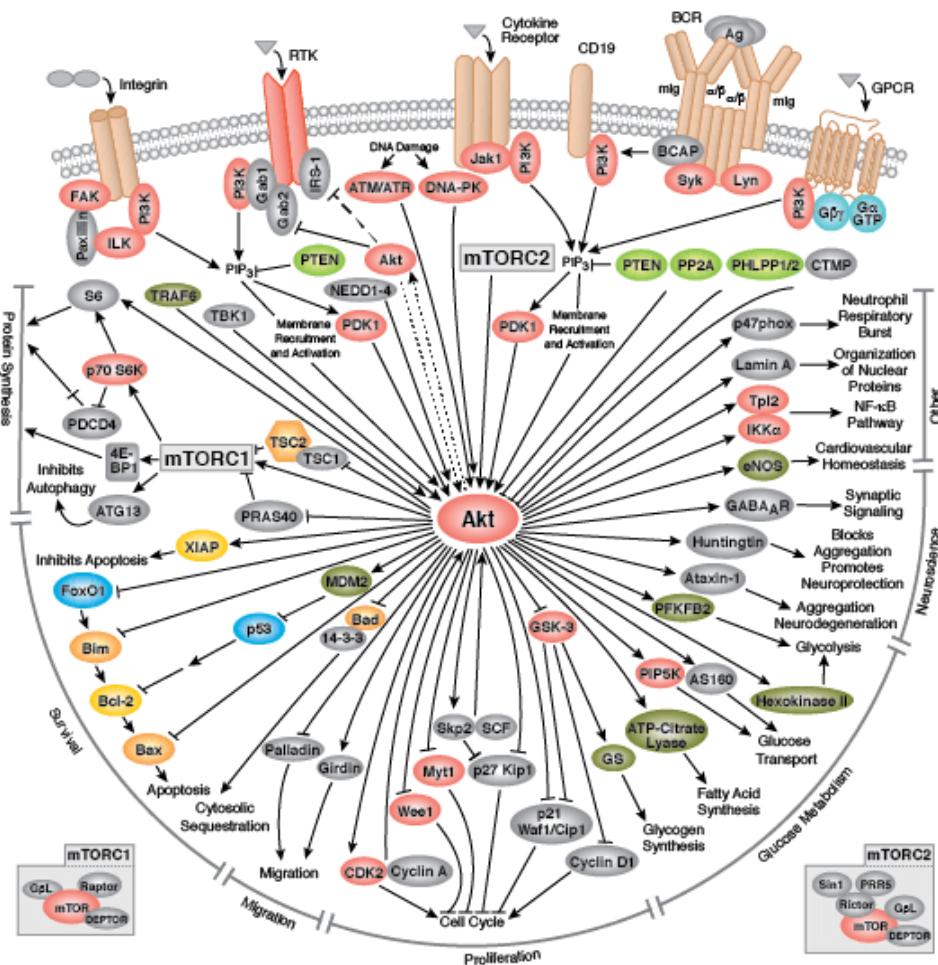 Integrin
RTK
Cytokine
Receptor
CD19
BCR
Ag
mIg
α/β
α/β
mIg
GPCR
FAK
PI3K
ILK
PI3K
Gab1
Gab2
IRS-1
DNA Damage
ATM/ATR
DNA-PK
Jak1
PI3K
PI3K
BCAP
Syk
Lyn
PI3K
Gβγ
Gα
GTP
PIP3
PTEN
Akt
NEDD1-4
mTORC2
PIP3
PTEN
PP2A
PHLPP1/2
CTMP
S6
TRAF6
TBK1
Membrane
Recruitment
and Activation
PDK1
PDK1
Membrane
Recruitment
and Activation
p47phox
Neutrophil
Respiratory
Burst
Lamin A
Organization
of Nuclear
Proteins
Tpl2
IKKα
NF-κB
Pathway
eNOS
Cardiovascular
Homeostasis
Other
Protein Synthesis
p70 S6K
PDCD4
4E-
BP1
mTORC1
TSC2
TSC1
Inhibits
Autophagy
ATG13
PRAS40
Akt
GABAAR
Synaptic
Signaling
Huntingtin
Blocks
Aggregation
Promotes
Neuroprotection
Ataxin-1
Aggregation
Neurodegeneration
Neuroscience
XIAP
Inhibits Apoptosis
FoxO1
MDM2
Bad
14-3-3
p53
Bim
Bcl-2
Bax
Apoptosis
Survival
GSK-3
PFKFB2
Glycolysis
PIP5K
AS160
Hexokinase II
ATP-Citrate
Lyase
Glucose
Transport
GS
Fatty Acid
Synthesis
Glycogen
Synthesis
Glucose Metabolism
Palladin
Girdin
Cytosolic
Sequestration
Migration
Migration
Skp2
SCF
Myt1
p27 Kip1
Wee1
p21
Waf1/Cip1
CDK2
Cyclin A
Cyclin D1
Cell Cycle
Proliferation
mTORC1
GβL
Raptor
mTOR
DEPTOR
mTORC2
Sin1
PRR5
Rictor
GβL
mTOR
DEPTOR